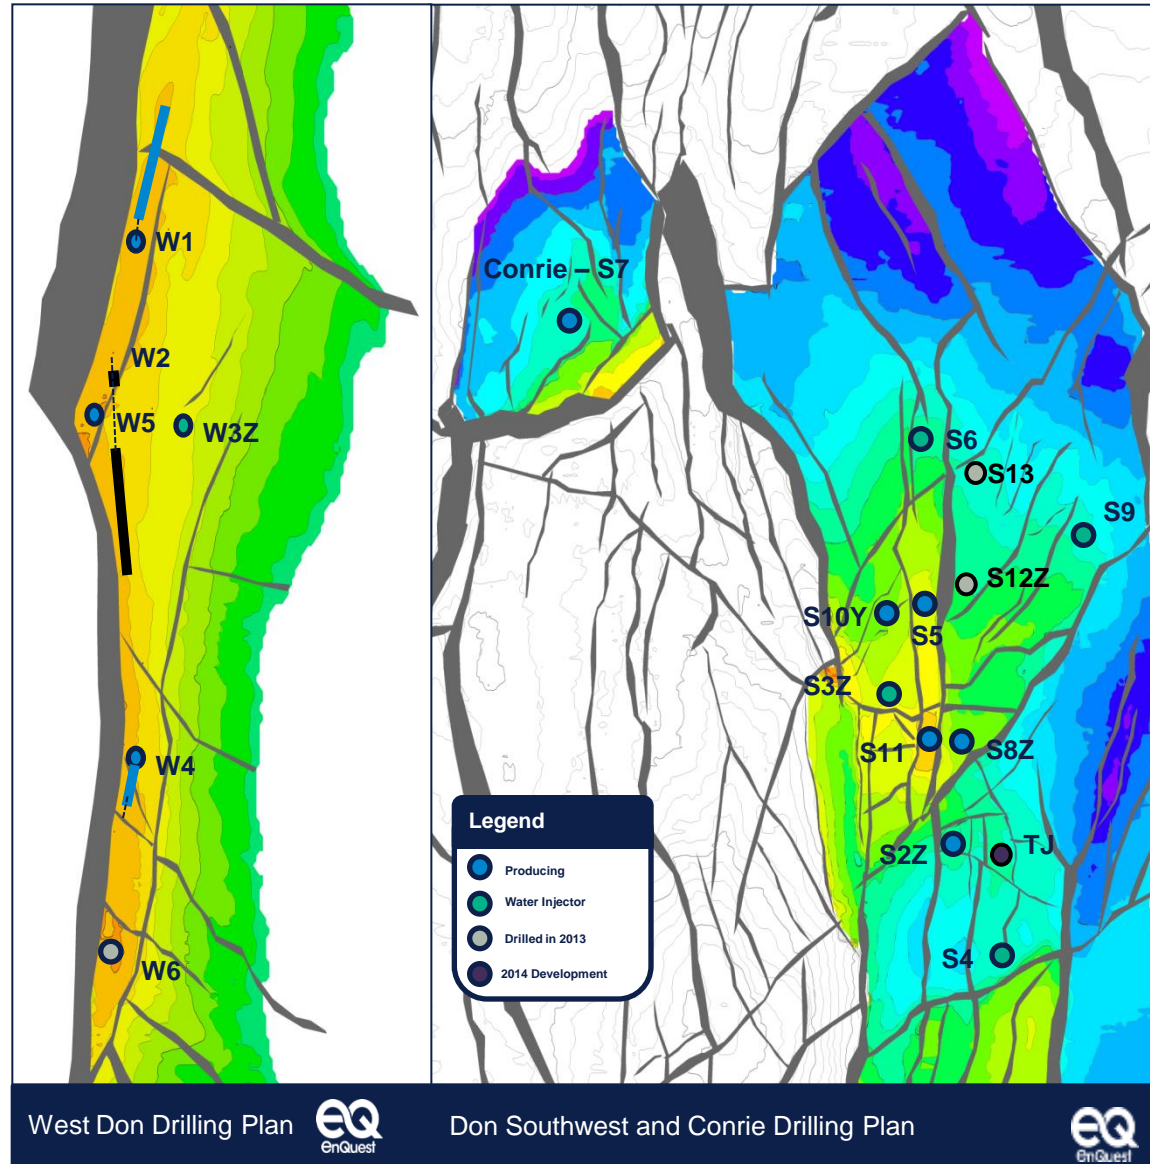 W1
W2
W5
W3Z
W4
W6
Conrie – S7
S6
S13
S9
S12Z
S10Y
S5
S3Z
S11
S8Z
S2Z
TJ
S4
Legend
Producing
Water Injector
Drilled in 2013
2014 Development
West Don Drilling Plan
EQ
EnQuest
Don Southwest and Conrie Drilling Plan
EQ
EnQuest